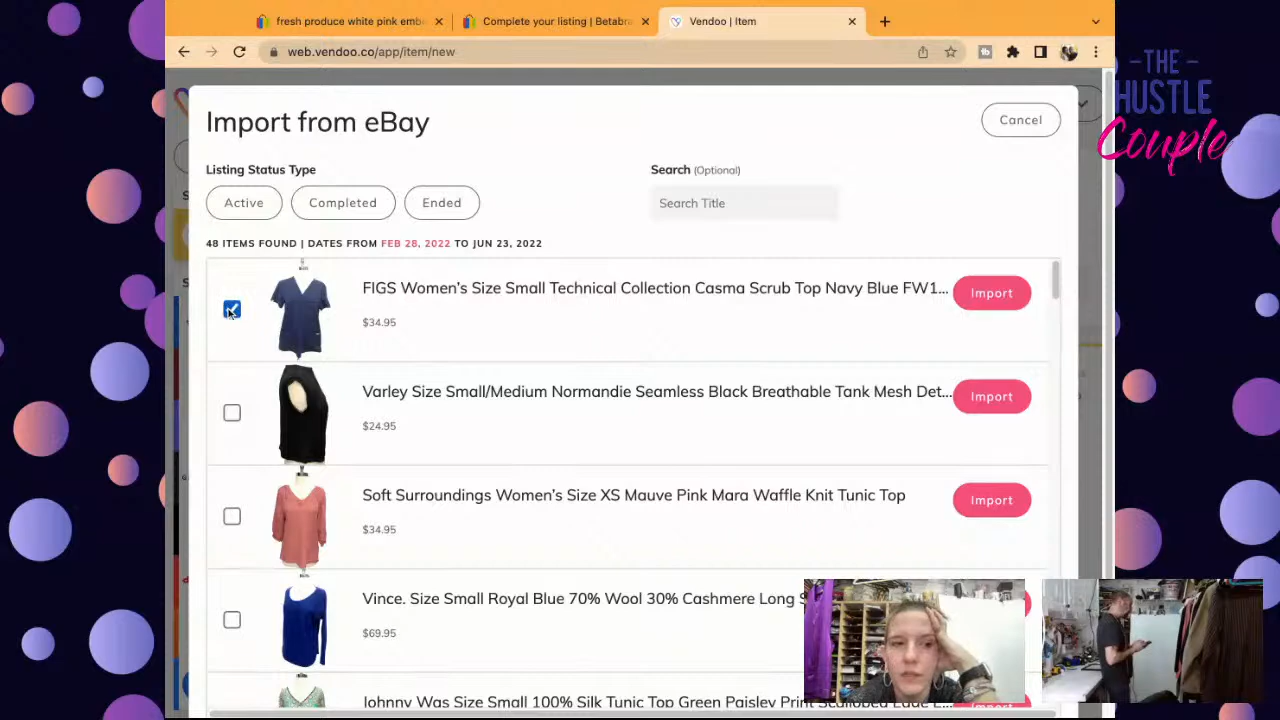 fresh produce white pink embe
Complete your listing | Betabra
Vendoo | Item
web.vendoo.co/app/item/new
-THE-
HUSTLE
Couple
Import from eBay
Cancel
Listing Status Type
Search (Optional)
Active
Completed
Ended
Search Title
48 ITEMS FOUND | DATES FROM FEB 28, 2022 TO JUN 23, 2022
FIGS Women's Size Small Technical Collection Casma Scrub Top Navy Blue FW1...
Import
$34.95
Varley Size Small/Medium Normandie Seamless Black Breathable Tank Mesh Det...
Import
$24.95
Soft Surroundings Women's Size XS Mauve Pink Mara Waffle Knit Tunic Top
Import
$34.95
Vince. Size Small Royal Blue 70% Wool 30% Cashmere Long S
$69.95
Johnny Was Size Small 100% Silk Tunic Top Green Paisley Print Scalloped Edge L...
Import